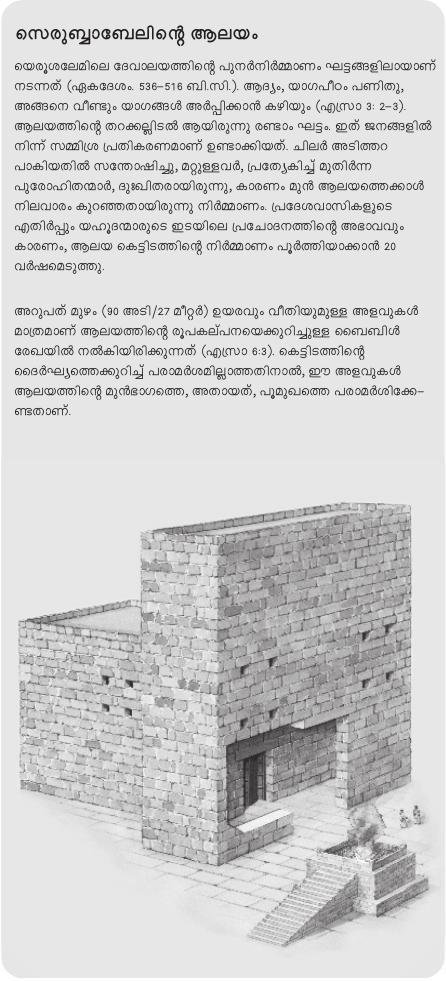 സെരുബ്ബാബേലിന്റെ ആലയം
യെരൂശലേമിലെ ദേവാലയത്തിന്റെ പുനർനിർമ്മാണം ഘട്ടങ്ങളിലായാണ്
നടന്നത് (ഏകദേശം. 536–516 ബി.സി.). ആദ്യം, യാഗപീഠം പണിതു,
അങ്ങനെ വീണ്ടും യാഗങ്ങൾ അർപ്പിക്കാൻ കഴിയും (എസ്രാ 3: 2–3).
ആലയത്തിന്റെ തറക്കല്ലിടൽ ആയിരുന്നു രണ്ടാം ഘട്ടം. ഇത് ജനങ്ങളിൽ
നിന്ന് സമ്മിശ്ര പ്രതികരണമാണ് ഉണ്ടാക്കിയത്. ചിലർ അടിത്തറ
പാകിയതിൽ സന്തോഷിച്ചു, മറ്റുള്ളവർ, പ്രത്യേകിച്ച് മുതിർന്ന
പുരോഹിതന്മാർ, ദുഃഖിതരായിരുന്നു, കാരണം മുൻ ആലയത്തെക്കാൾ
നിലവാരം കുറഞ്ഞതായിരുന്നു നിർമ്മാണം. പ്രദേശവാസികളുടെ
എതിർപ്പും യഹൂദന്മാരുടെ ഇടയിലെ പ്രചോദനത്തിന്റെ അഭാവവും
കാരണം, ആലയ കെട്ടിടത്തിന്റെ നിർമ്മാണം പൂർത്തിയാക്കാൻ 20
വർഷമെടുത്തു.
അറുപത് മുഴം (90 അടി/27 മീറ്റർ) ഉയരവും വീതിയുമുള്ള അളവുകൾ
മാത്രമാണ് ആലയത്തിന്റെ രൂപകല്പനയെക്കുറിച്ചുള്ള ബൈബിൾ
രേഖയിൽ നൽകിയിരിക്കുന്നത് (എസ്രാ 6:3). കെട്ടിടത്തിന്റെ
ദൈർഘ്യത്തെക്കുറിച്ച് പരാമർശമില്ലാത്തതിനാൽ, ഈ അളവുകൾ
ആലയത്തിന്റെ മുൻഭാഗത്തെ, അതായത്, പൂമുഖത്തെ പരാമർശിക്കേ–
ണ്ടതാണ്.